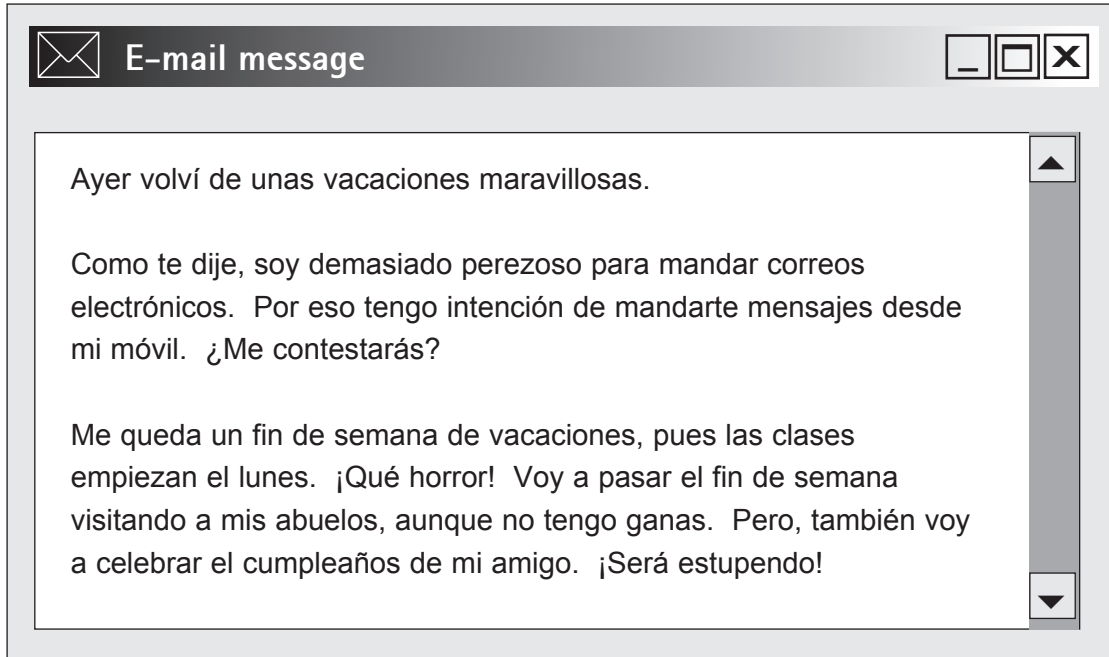 E-mail message
Ayer volví de unas vacaciones maravillosas.
Como te dije, soy demasiado perezoso para mandar correos
electrónicos.  Por eso tengo intención de mandarte mensajes desde
mi móvil.  ¿Me contestarás?
Me queda un fin de semana de vacaciones, pues las clases
empiezan el lunes.  ¡Qué horror!  Voy a pasar el fin de semana
visitando a mis abuelos, aunque no tengo ganas.  Pero, también voy
a celebrar el cumpleaños de mi amigo.  ¡Será estupendo!